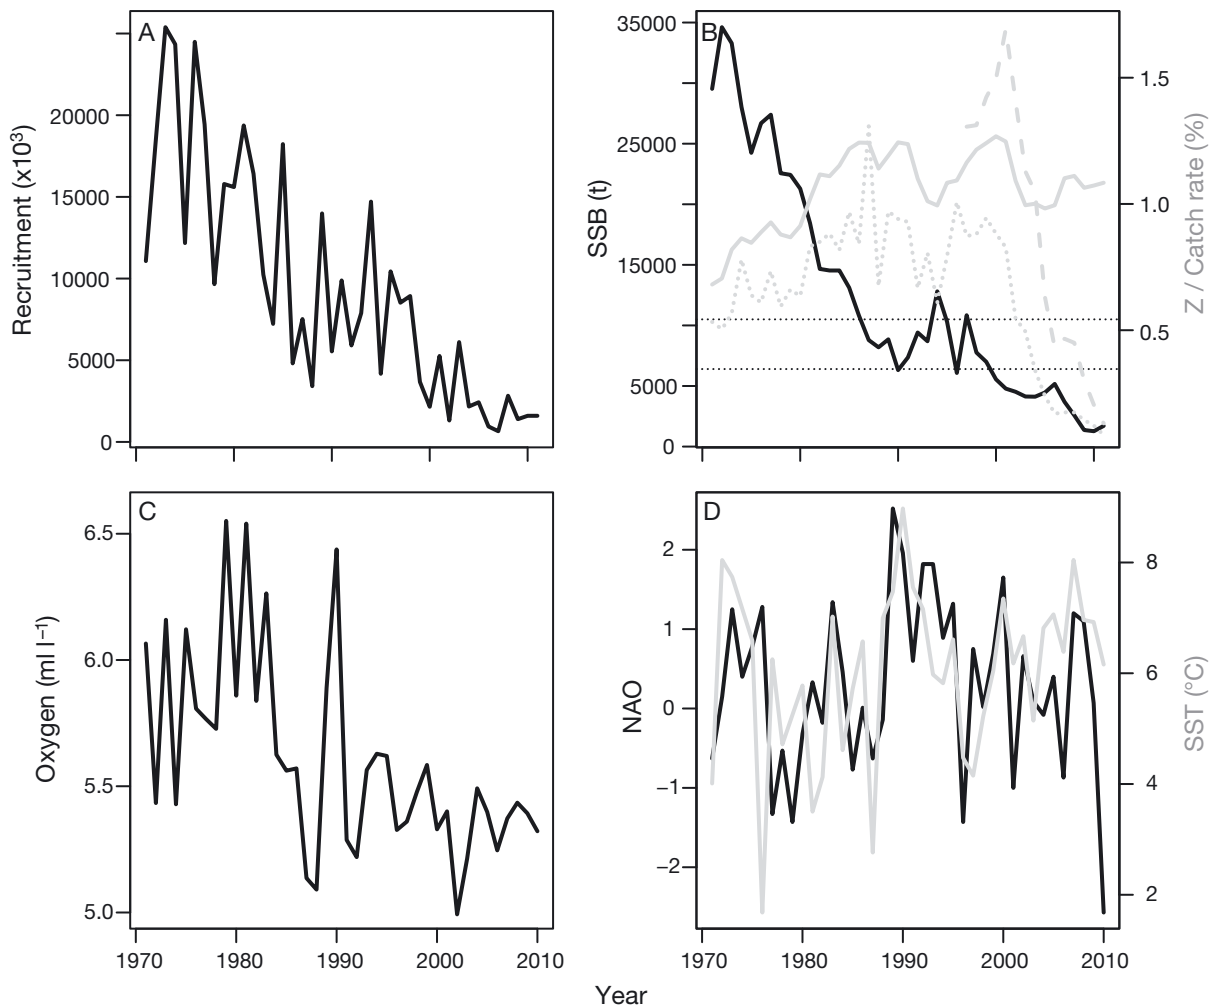 A
20000
15000
10000
5000
0
Recruitment (x10³)
B
35000
25000
15000
5000
0
SSB (t)
1.5
1.0
0.5
Z / Catch rate (%)
C
6.5
6.0
5.5
5.0
Oxygen (ml l⁻¹)
1970 1980 1990 2000 2010
D
2
1
0
−1
−2
NAO
8
6
4
2
SST (°C)
1970 1980 1990 2000 2010
Year